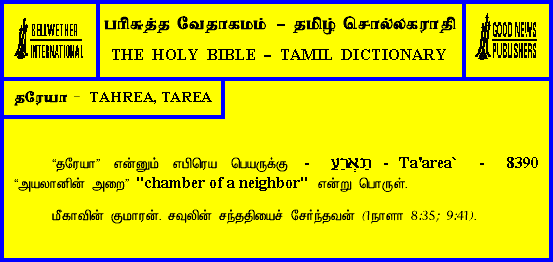 BELLWETHER
INTERNATIONAL
பரிசுத்த வேதாகமம் - தமிழ் சொல்லகராதி
THE HOLY BIBLE – TAMIL DICTIONARY
GOOD NEWS
PUBLISHERS
தரேயா - TAHREA, TAREA
“தரேயா” என்னும் எபிரெய பெயருக்கு - תַּאְרֵעַ - Ta'area` - 8390
“அயலானின் அறை” "chamber of a neighbor" என்று பொருள்.
மீகாவின் குமாரன். சவுலின் சந்ததியைச் சேர்ந்தவன் (1நாளா 8:35; 9:41).